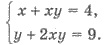 x + xy = 4,
y + 2xy = 9.